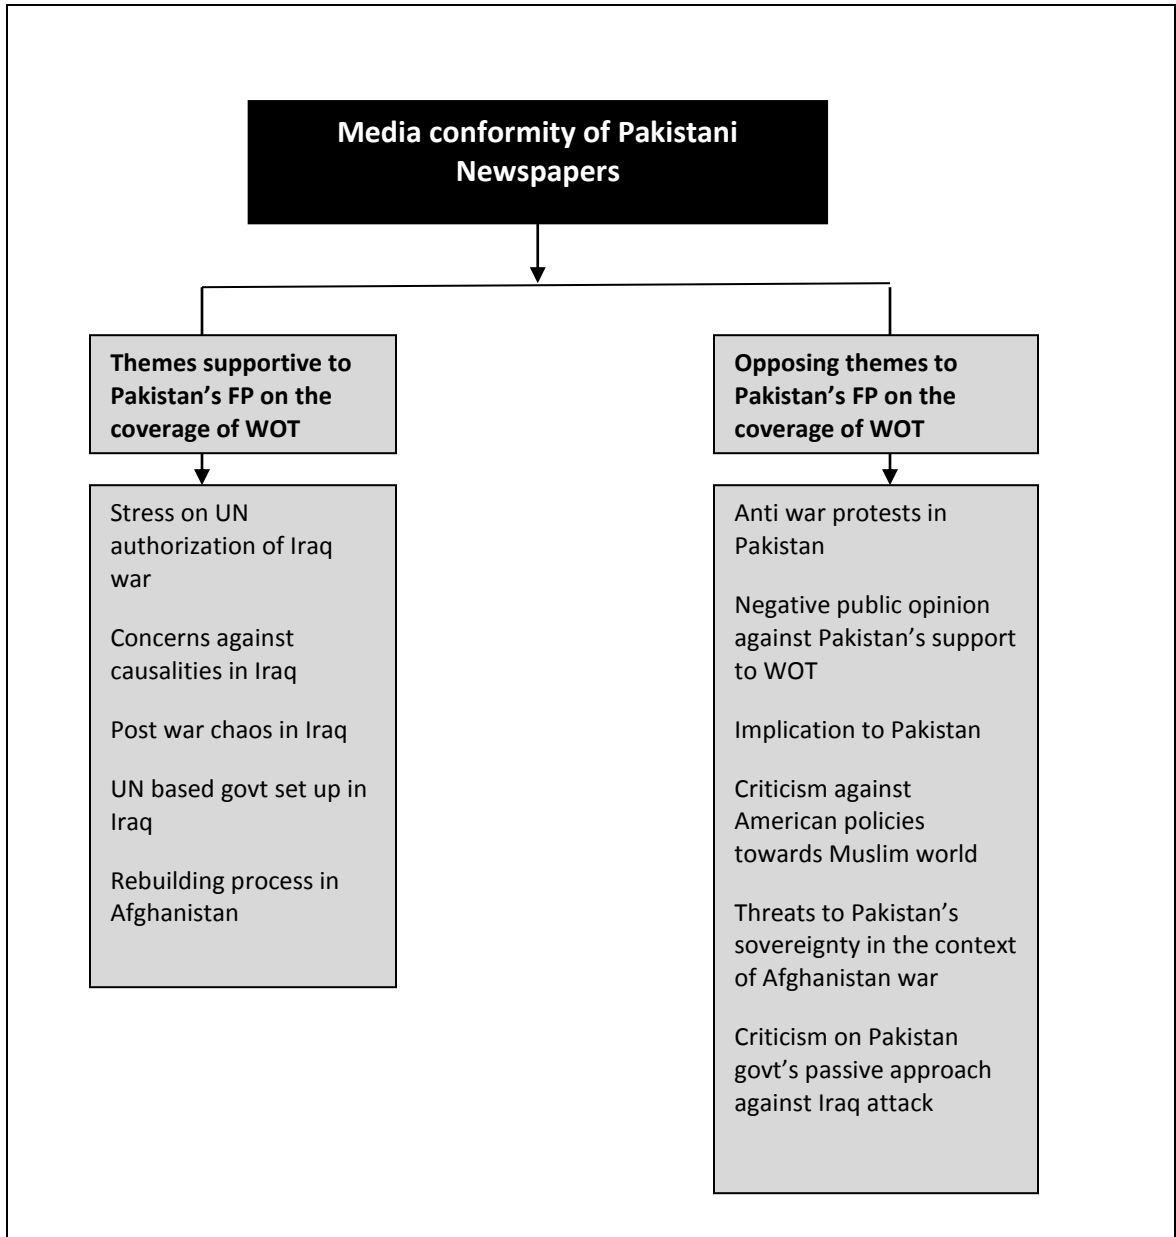 Media conformity of Pakistani
Newspapers
Themes supportive to
Pakistan’s FP on the
coverage of WOT
Stress on UN
authorization of Iraq
war
Concerns against
causalities in Iraq
Post war chaos in Iraq
UN based govt set up in
Iraq
Rebuilding process in
Afghanistan
Opposing themes to
Pakistan’s FP on the
coverage of WOT
Anti war protests in
Pakistan
Negative public opinion
against Pakistan’s support
to WOT
Implication to Pakistan
Criticism against
American policies
towards Muslim world
Threats to Pakistan’s
sovereignty in the context
of Afghanistan war
Criticism on Pakistan
govt’s passive approach
against Iraq attack